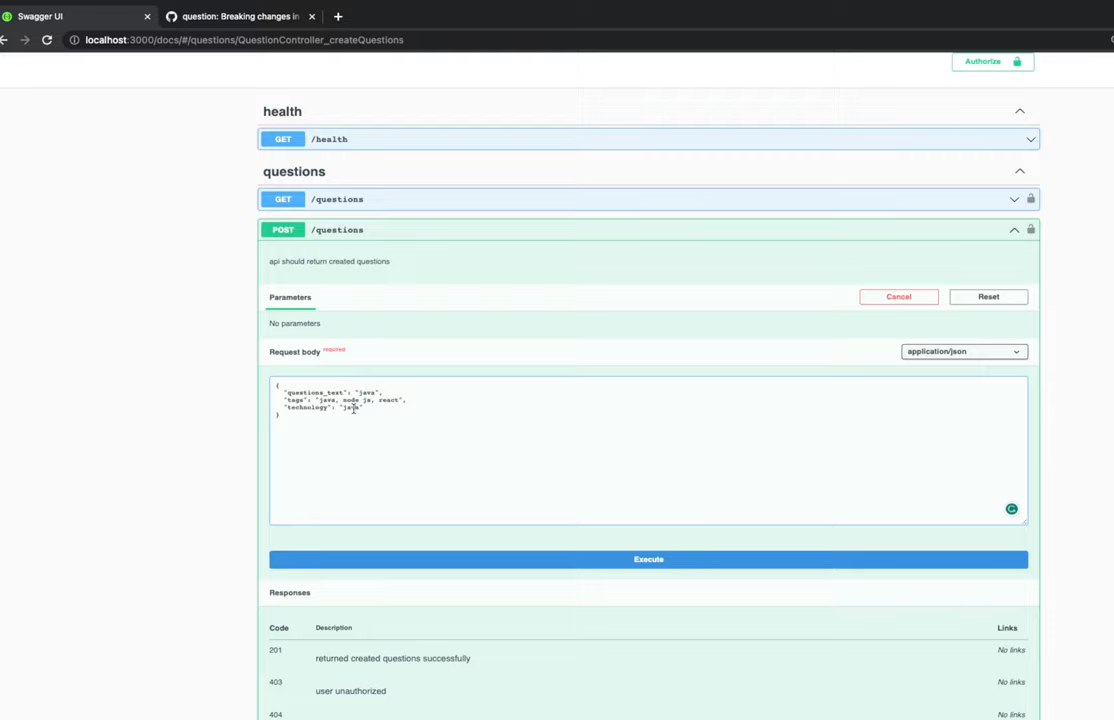 Swagger UI
question: Breaking changes in
localhost:3000/docs/#/questions/QuestionController_createQuestions
Authorize
health
GET /health
questions
GET /questions
POST /questions
api should return created questions
Parameters
Cancel
Reset
No parameters
Request body required
application/json
{
"questions_text": "java",
"tags": "java, node js, react",
"technology": "java"
}
Execute
Responses
Code Description Links
201 No links
returned created questions successfully
403 No links
user unauthorized
404 No links